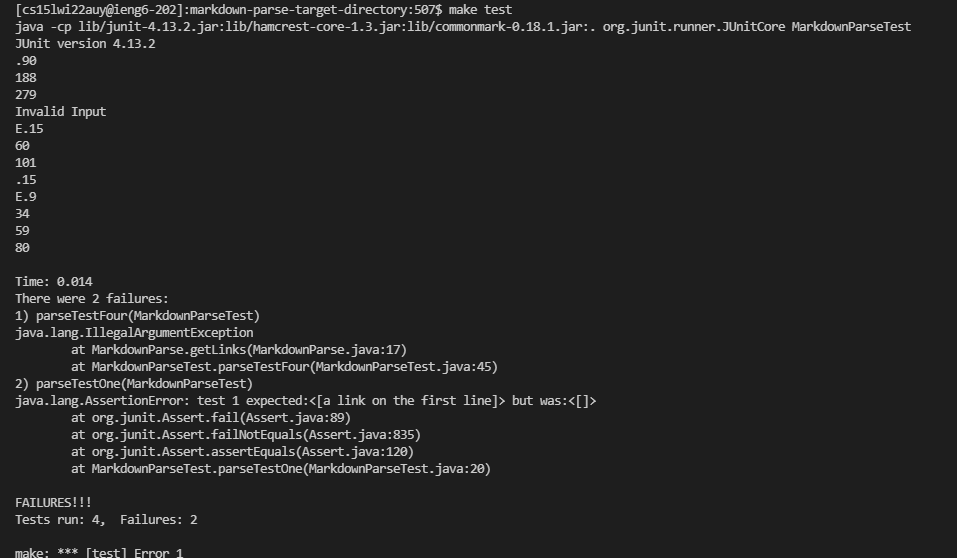 [cs15lwi22auy@ieng6-202]:markdown-parse-target-directory:507$ make test
java -cp lib/junit-4.13.2.jar:lib/hamcrest-core-1.3.jar:lib/commonmark-0.18.1.jar:. org.junit.runner.JUnitCore MarkdownParseTest
JUnit version 4.13.2
.90
188
279
Invalid Input
E.15
60
101
.15
E.9
34
59
80
Time: 0.014
There were 2 failures:
1) parseTestFour(MarkdownParseTest)
java.lang.IllegalArgumentException
        at MarkdownParse.getLinks(MarkdownParse.java:17)
        at MarkdownParseTest.parseTestFour(MarkdownParseTest.java:45)
2) parseTestOne(MarkdownParseTest)
java.lang.AssertionError: test 1 expected:<[a link on the first line]> but was:<[]>
        at org.junit.Assert.fail(Assert.java:89)
        at org.junit.Assert.failNotEquals(Assert.java:835)
        at org.junit.Assert.assertEquals(Assert.java:120)
        at MarkdownParseTest.parseTestOne(MarkdownParseTest.java:20)
FAILURES!!!
Tests run: 4,  Failures: 2
make: *** [test] Error 1